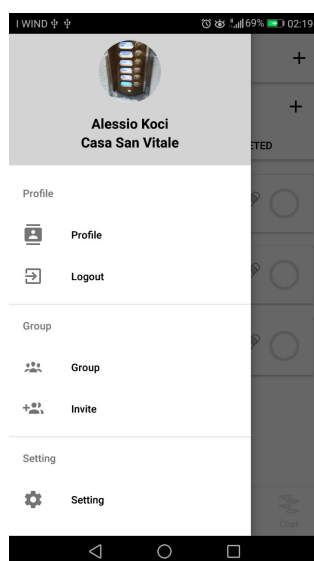 I WIND 69% 02:19
+
Alessio Koci
Casa San Vitale
+
ETED
Profile
Profile
Logout
Group
Group
Invite
Setting
Setting
Chat